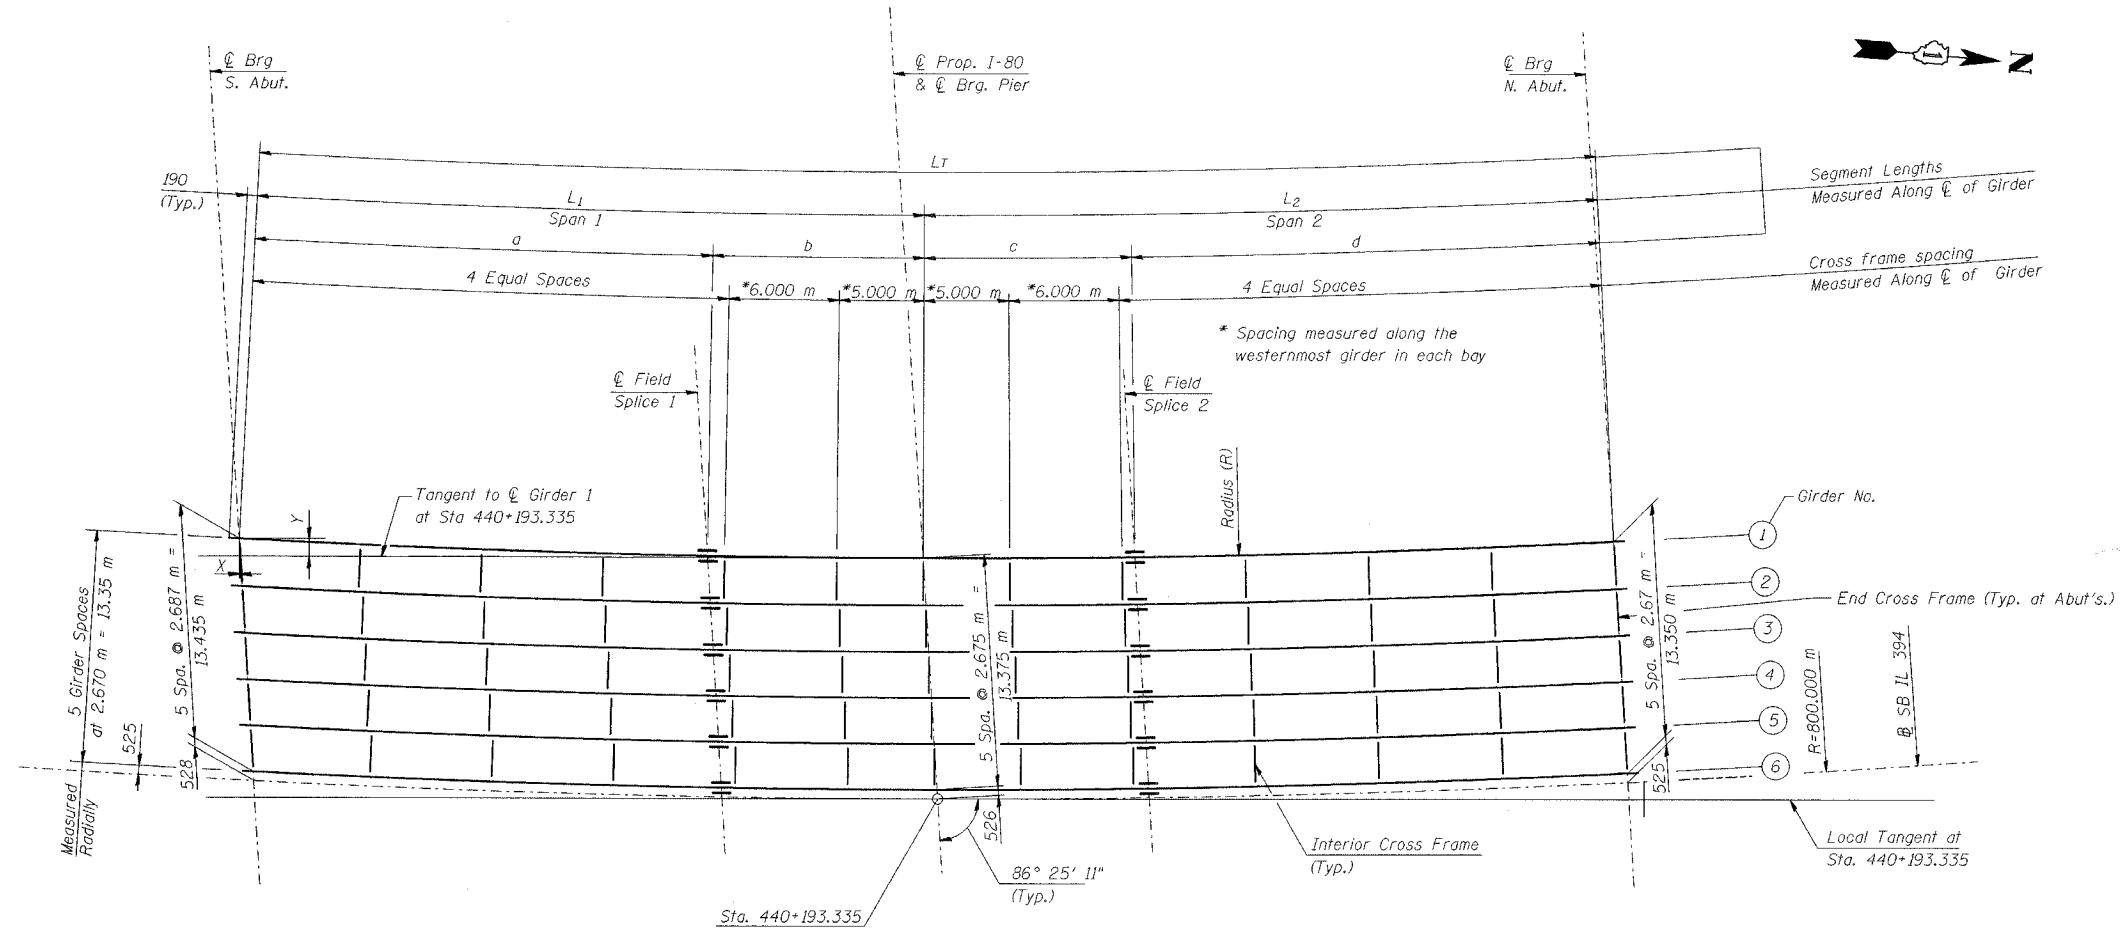 ℄ Brg
S. Abut.
℄ Prop. I-80
& ℄ Brg. Pier
℄ Brg
N. Abut.
N
LT
190
(Typ.)
L1
Span 1
L2
Span 2
Segment Lengths
Measured Along ℄ of Girder
a
b
c
d
4 Equal Spaces
*6.000 m
*5.000 m
*5.000 m
*6.000 m
4 Equal Spaces
Cross frame spacing
Measured Along ℄ of Girder
* Spacing measured along the
westernmost girder in each bay
℄ Field
Splice 1
℄ Field
Splice 2
Radius (R)
Tangent to ℄ Girder 1
at Sta 440+193.335
Y
X
Girder No.
1
2
3
4
5
6
End Cross Frame (Typ. at Abut's.)
5 Girder Spaces
at 2.670 m = 13.35 m
Measured
Radially
525
5 Spa. @ 2.687 m =
13.435 m
528
5 Spa. @ 2.675 m =
13.375 m
526
5 Spa. @ 2.67 m =
13.350 m
525
R=800.000 m
SB IL 394
86° 25' 11"
(Typ.)
Sta. 440+193.335
Interior Cross Frame
(Typ.)
Local Tangent at
Sta. 440+193.335